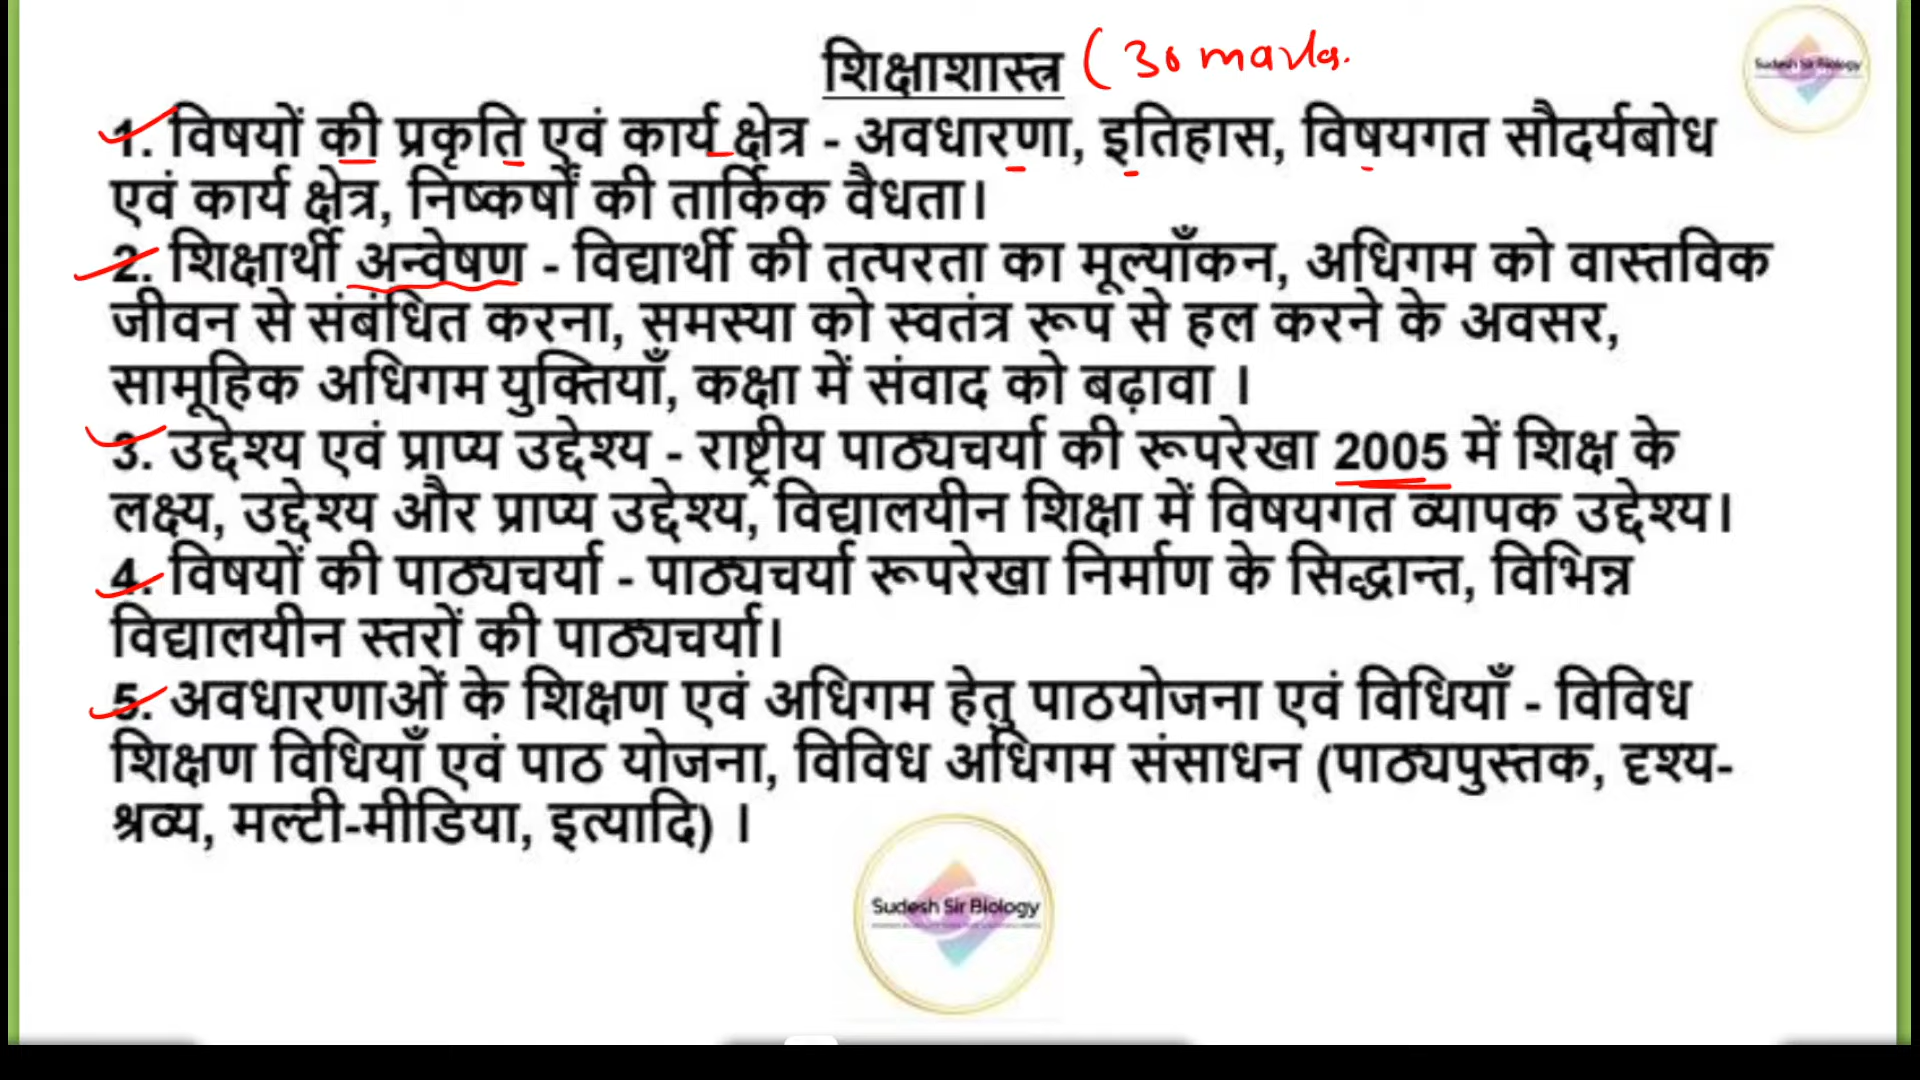 शिक्षाशास्त्र (30 marks.
Sudesh Sir Biology
1. विषयों की प्रकृति एवं कार्य क्षेत्र - अवधारणा, इतिहास, विषयगत सौदर्यबोध
एवं कार्य क्षेत्र, निष्कर्षों की तार्किक वैधता।
2. शिक्षार्थी अन्वेषण - विद्यार्थी की तत्परता का मूल्याँकन, अधिगम को वास्तविक
जीवन से संबंधित करना, समस्या को स्वतंत्र रूप से हल करने के अवसर,
सामूहिक अधिगम युक्तियाँ, कक्षा में संवाद को बढ़ावा ।
3. उद्देश्य एवं प्राप्य उद्देश्य - राष्ट्रीय पाठ्यचर्या की रूपरेखा 2005 में शिक्ष के
लक्ष्य, उद्देश्य और प्राप्य उद्देश्य, विद्यालयीन शिक्षा में विषयगत व्यापक उद्देश्य।
4. विषयों की पाठ्यचर्या - पाठ्यचर्या रूपरेखा निर्माण के सिद्धान्त, विभिन्न
विद्यालयीन स्तरों की पाठ्यचर्या।
5. अवधारणाओं के शिक्षण एवं अधिगम हेतु पाठयोजना एवं विधियाँ - विविध
शिक्षण विधियाँ एवं पाठ योजना, विविध अधिगम संसाधन (पाठ्यपुस्तक, दृश्य-
श्रव्य, मल्टी-मीडिया, इत्यादि) ।
Sudesh Sir Biology